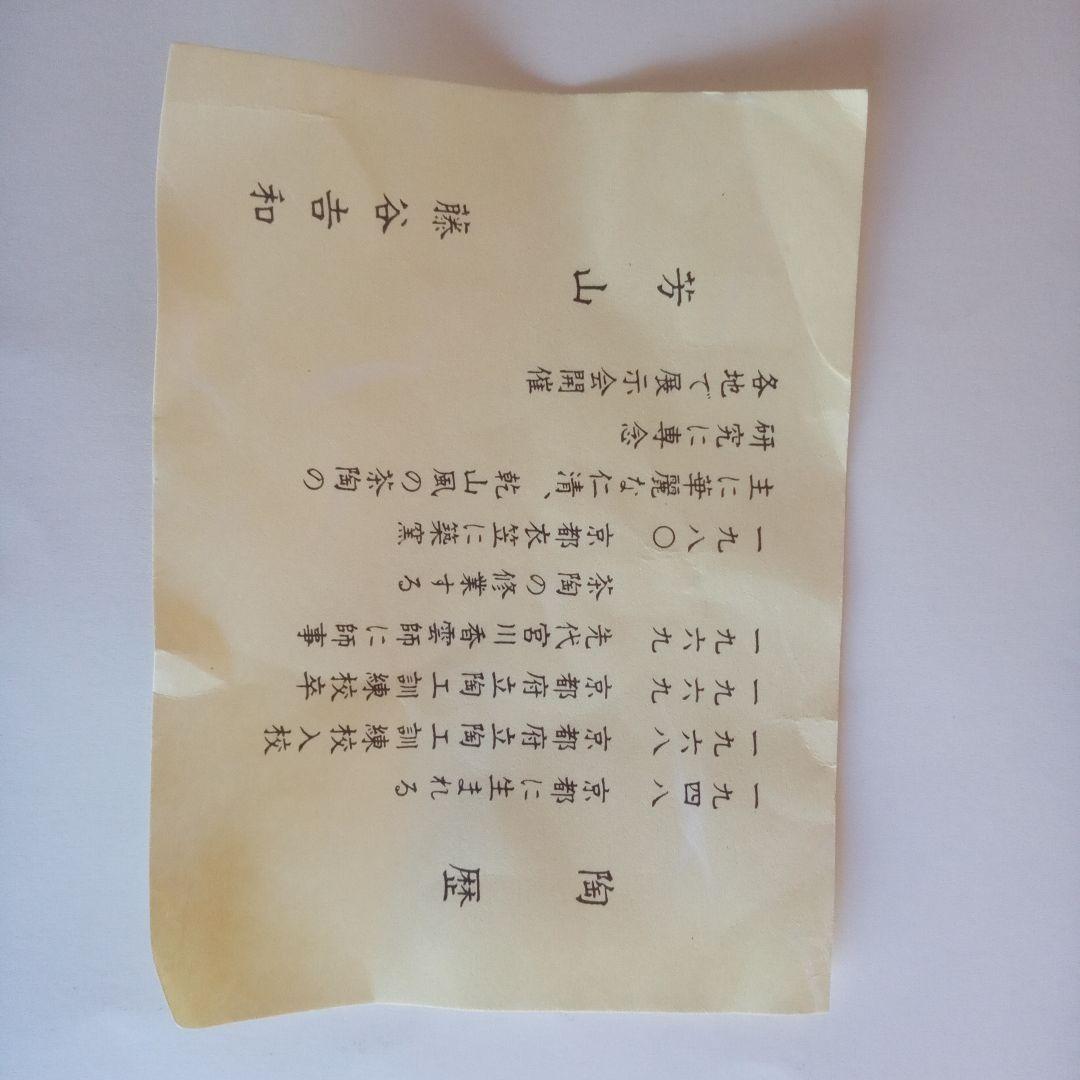 陶歴
一九四八 京都に生まれる
一九六八 京都府立陶工訓練校入校
一九六九 京都府立陶工訓練校卒
一九六九 先代宮川香雲師に師事
茶陶の修業する
一九八〇 京都衣笠に築窯
主に華麗な仁清、乾山風の茶陶の
研究に専念
各地で展示会開催
芳山
藤谷吉和